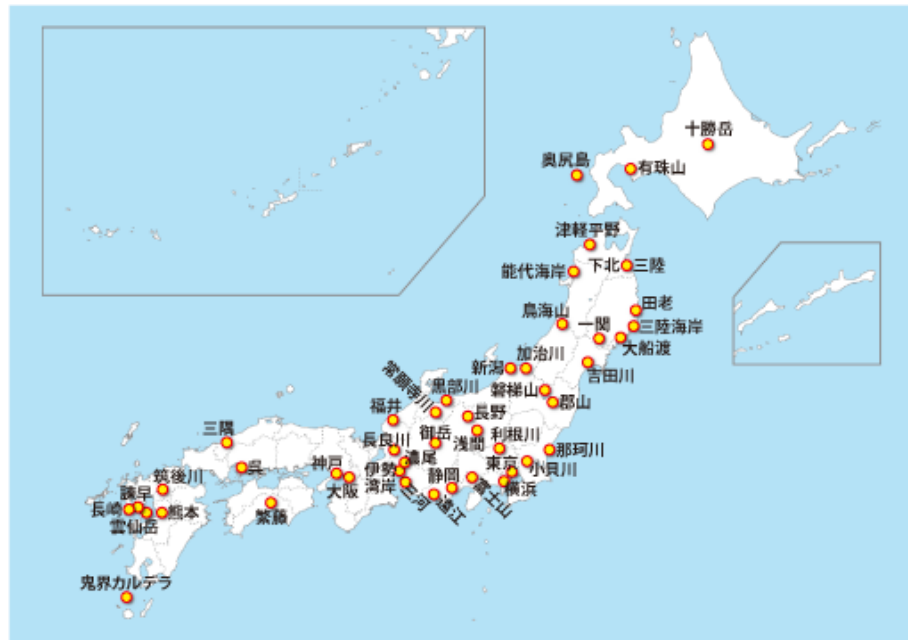 十勝岳
奥尻島
有珠山
津軽平野
下北
三陸
能代海岸
田老
鳥海山
一関
三陸海岸
大船渡
加治川
新潟
吉田川
常願寺川
黒部川
磐梯山
郡山
福井
長野
三隅
御岳
利根川
長良川
浅間
那珂川
濃尾
東京
小貝川
呉
神戸
伊勢
湾岸
静岡
筑後川
大阪
三河
遠江
富士山
横浜
諫早
長崎
熊本
繁藤
雲仙岳
鬼界カルデラ